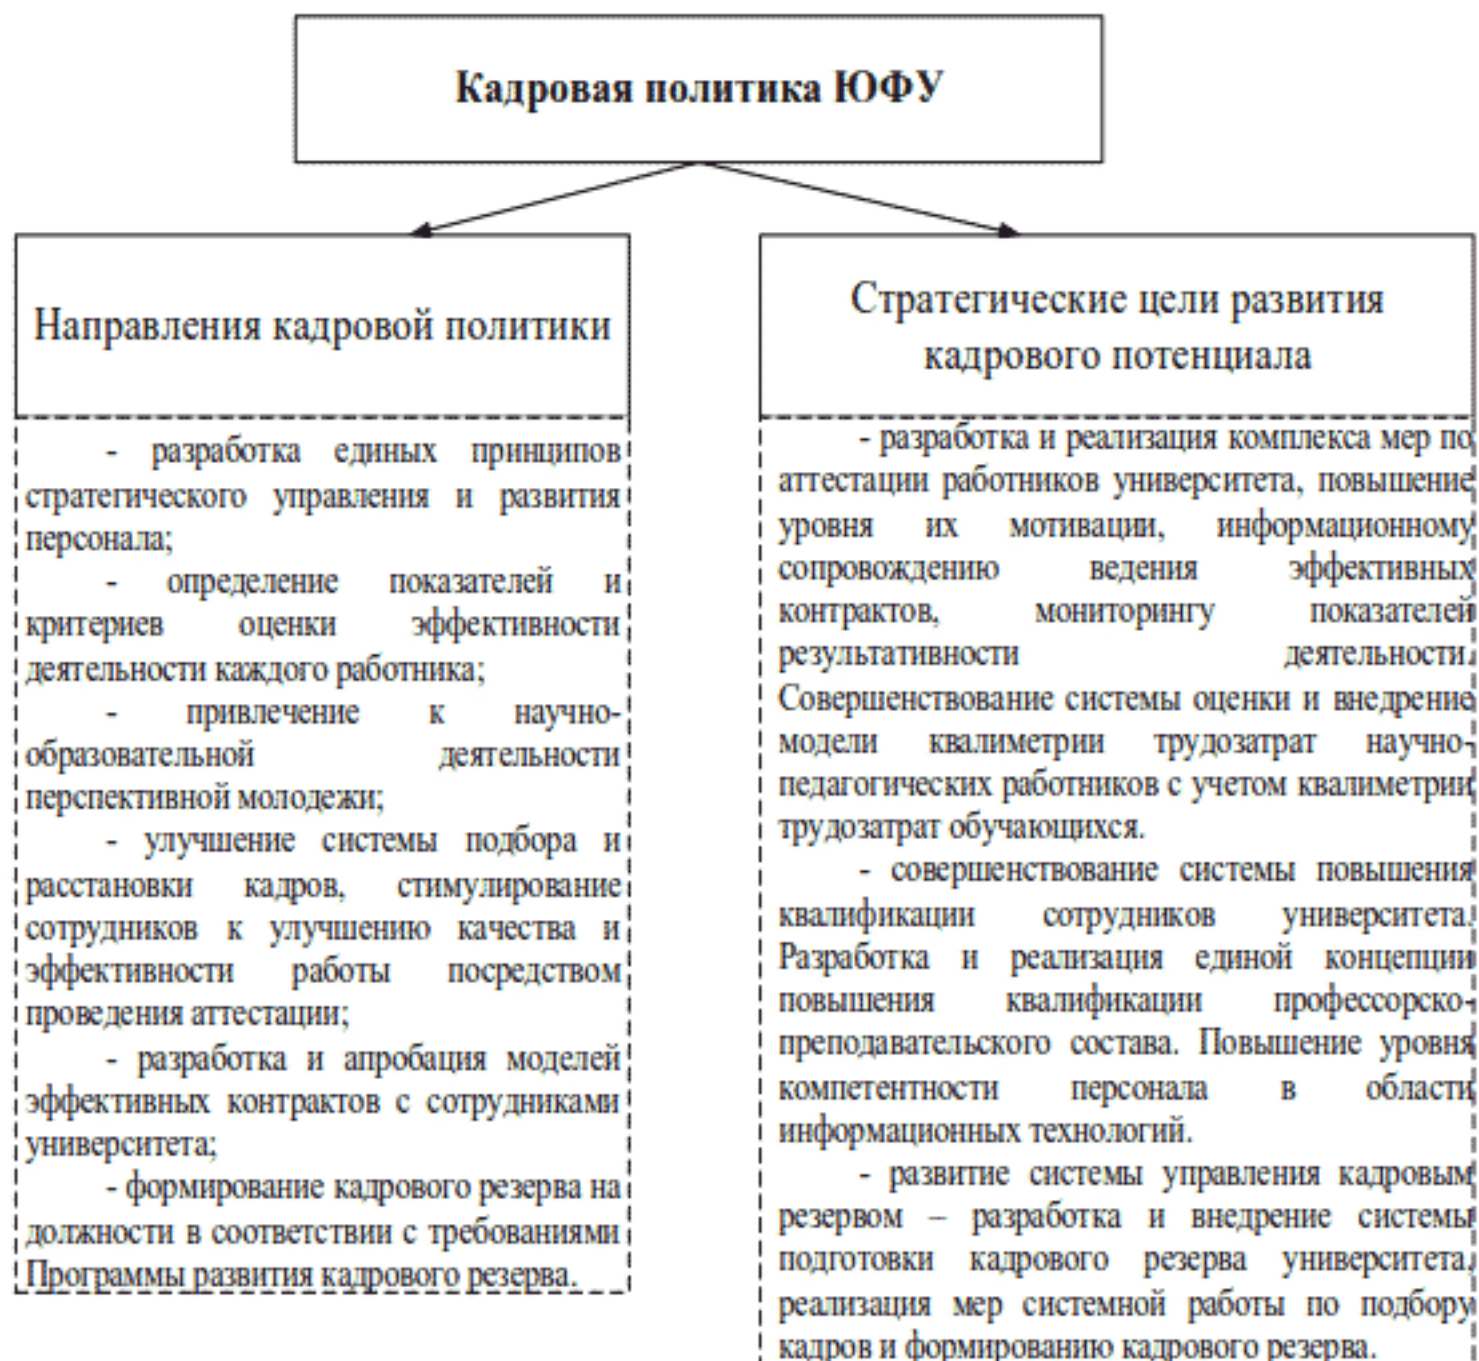 Кадровая политика ЮФУ
Направления кадровой политики
- разработка единых принципов
стратегического управления и развития
персонала;
- определение показателей и
критериев оценки эффективности
деятельности каждого работника;
- привлечение к научно-
образовательной деятельности
перспективной молодежи;
- улучшение системы подбора и
расстановки кадров, стимулирование
сотрудников к улучшению качества и
эффективности работы посредством
проведения аттестации;
- разработка и апробация моделей
эффективных контрактов с сотрудниками
университета;
- формирование кадрового резерва на
должности в соответствии с требованиями
Программы развития кадрового резерва.
Стратегические цели развития
кадрового потенциала
- разработка и реализация комплекса мер по
аттестации работников университета, повышение
уровня их мотивации, информационному
сопровождению ведения эффективных
контрактов, мониторингу показателей
результативности деятельности.
Совершенствование системы оценки и внедрение
модели квалиметрии трудозатрат научно-
педагогических работников с учетом квалиметрии
трудозатрат обучающихся.
- совершенствование системы повышения
квалификации сотрудников университета.
Разработка и реализация единой концепции
повышения квалификации профессорско-
преподавательского состава. Повышение уровня
компетентности персонала в области
информационных технологий.
- развитие системы управления кадровым
резервом – разработка и внедрение системы
подготовки кадрового резерва университета,
реализация мер системной работы по подбору
кадров и формированию кадрового резерва.